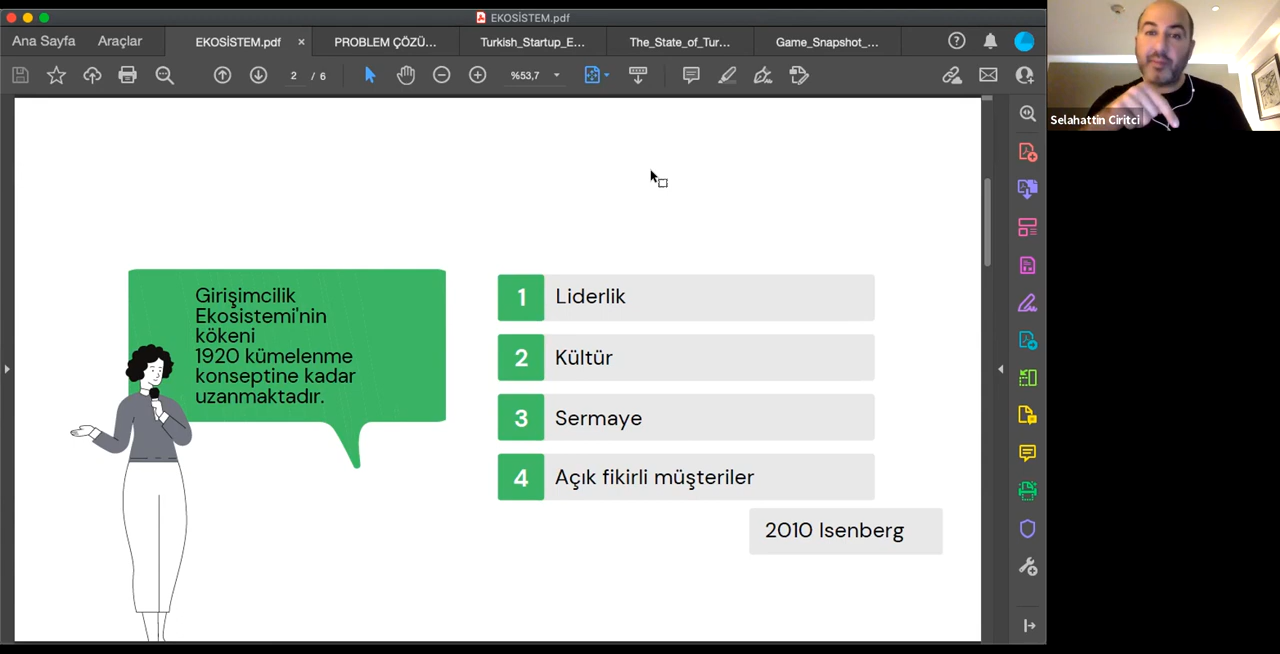 EKOSİSTEM.pdf
Ana Sayfa
Araçlar
EKOSİSTEM.pdf ×
PROBLEM ÇÖZÜ...
Turkish_Startup_E...
The_State_of_Tur...
Game_Snapshot_...
2 / 6
%53,7
Selahattin Ciritci
Girişimcilik
Ekosistemi'nin
kökeni
1920 kümelenme
konseptine kadar
uzanmaktadır.
1 Liderlik
2 Kültür
3 Sermaye
4 Açık fikirli müşteriler
2010 Isenberg